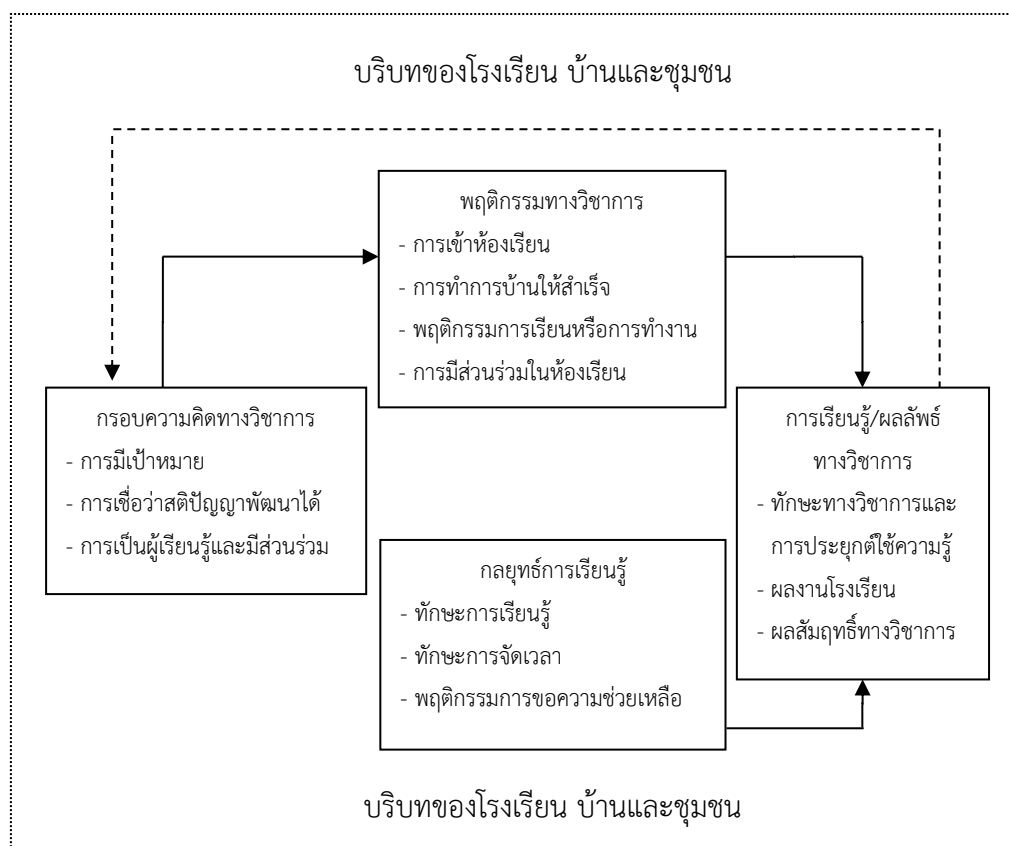 บริบทของโรงเรียน บ้านและชุมชน
พฤติกรรมทางวิชาการ
- การเข้าห้องเรียน
- การทำการบ้านให้สำเร็จ
- พฤติกรรมการเรียนหรือการทำงาน
- การมีส่วนร่วมในห้องเรียน
กรอบความคิดทางวิชาการ
- การมีเป้าหมาย
- การเชื่อว่าสติปัญญาพัฒนาได้
- การเป็นผู้เรียนรู้และมีส่วนร่วม
การเรียนรู้/ผลลัพธ์
ทางวิชาการ
- ทักษะทางวิชาการและ
การประยุกต์ใช้ความรู้
- ผลงานโรงเรียน
- ผลสัมฤทธิ์ทางวิชาการ
กลยุทธ์การเรียนรู้
- ทักษะการเรียนรู้
- ทักษะการจัดเวลา
- พฤติกรรมการขอความช่วยเหลือ
บริบทของโรงเรียน บ้านและชุมชน